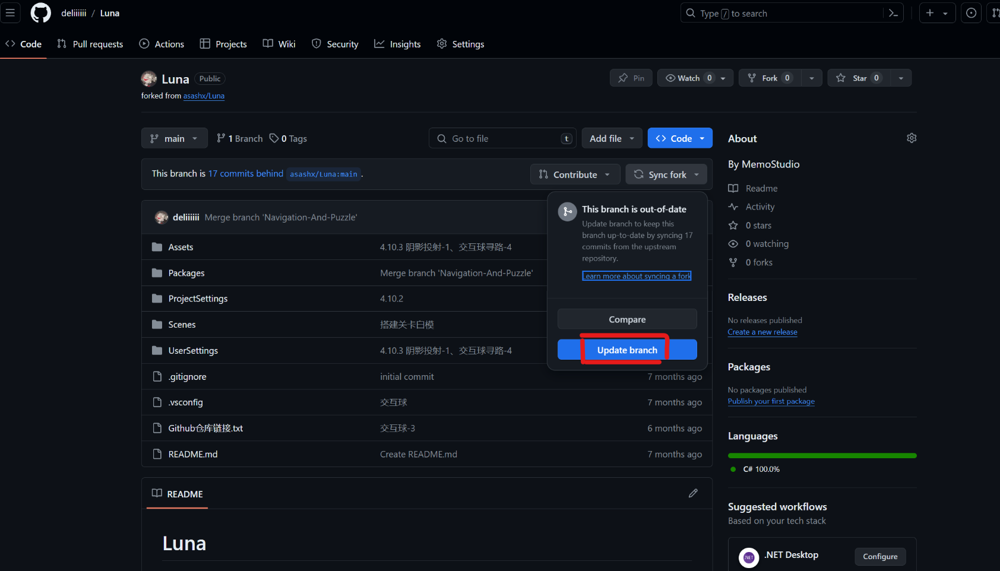 deliiiiii / Luna
Type / to search
Code
Pull requests
Actions
Projects
Wiki
Security
Insights
Settings
Luna Public
forked from asashx/Luna
Pin
Watch 0
Fork 0
Star 0
main
1 Branch
0 Tags
Go to file
t
Add file
Code
This branch is 17 commits behind asashx/Luna:main .
Contribute
Sync fork
This branch is out-of-date
Update branch to keep this
branch up-to-date by syncing 17
commits from the upstream
repository.
Learn more about syncing a fork
Compare
Update branch
deliiiiii Merge branch 'Navigation-And-Puzzle'
Assets 4.10.3 阴影投射-1、交互球寻路-4
Packages Merge branch 'Navigation-And-Puzzle'
ProjectSettings 4.10.2
Scenes 搭建关卡白模
UserSettings 4.10.3 阴影投射-1、交互球寻路-4
.gitignore initial commit 7 months ago
.vsconfig 交互球 7 months ago
Github仓库链接.txt 交互球-3 6 months ago
README.md Create README.md 7 months ago
README
Luna
About
By MemoStudio
Readme
Activity
0 stars
0 watching
0 forks
Releases
No releases published
Create a new release
Packages
No packages published
Publish your first package
Languages
C# 100.0%
Suggested workflows
Based on your tech stack
.NET
.NET Desktop
Configure